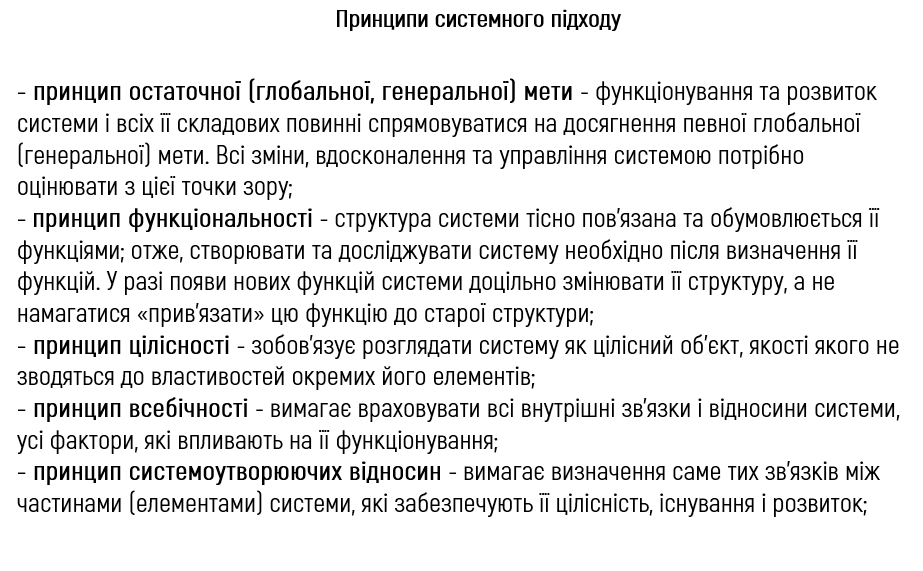 Принципи системного підходу
- принцип остаточної (глобальної, генеральної) мети - функціонування та розвиток
системи і всіх її складових повинні спрямовуватися на досягнення певної глобальної
(генеральної) мети. Всі зміни, вдосконалення та управління системою потрібно
оцінювати з цієї точки зору;
- принцип функціональності - структура системи тісно пов'язана та обумовлюється її
функціями; отже, створювати та досліджувати систему необхідно після визначення її
функцій. У разі появи нових функцій системи доцільно змінювати її структуру, а не
намагатися «прив'язати» цю функцію до старої структури;
- принцип цілісності - зобов'язує розглядати систему як цілісний об'єкт, якості якого не
зводяться до властивостей окремих його елементів;
- принцип всебічності - вимагає враховувати всі внутрішні зв'язки і відносини системи,
усі фактори, які впливають на її функціонування;
- принцип системоутворюючих відносин - вимагає визначення саме тих зв'язків між
частинами (елементами) системи, які забезпечують її цілісність, існування і розвиток;